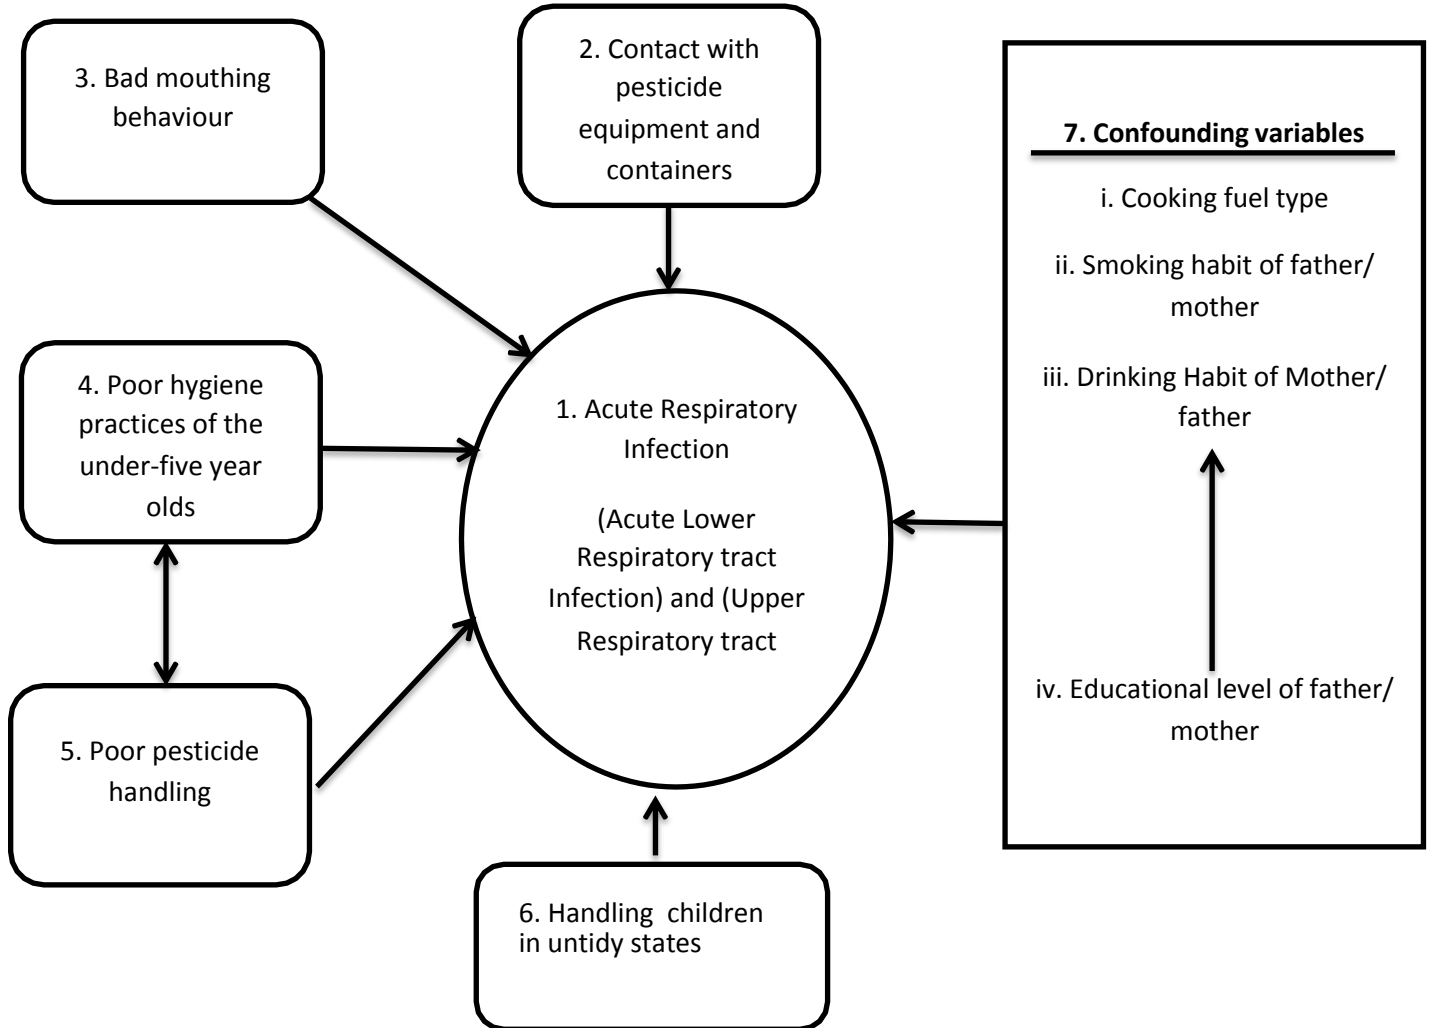 3. Bad mouthing
behaviour
2. Contact with
pesticide
equipment and
containers
7. Confounding variables
i. Cooking fuel type
ii. Smoking habit of father/
mother
iii. Drinking Habit of Mother/
father
iv. Educational level of father/
mother
4. Poor hygiene
practices of the
under-five year
olds
1. Acute Respiratory
Infection
(Acute Lower
Respiratory tract
Infection) and (Upper
Respiratory tract
5. Poor pesticide
handling
6. Handling  children
in untidy states